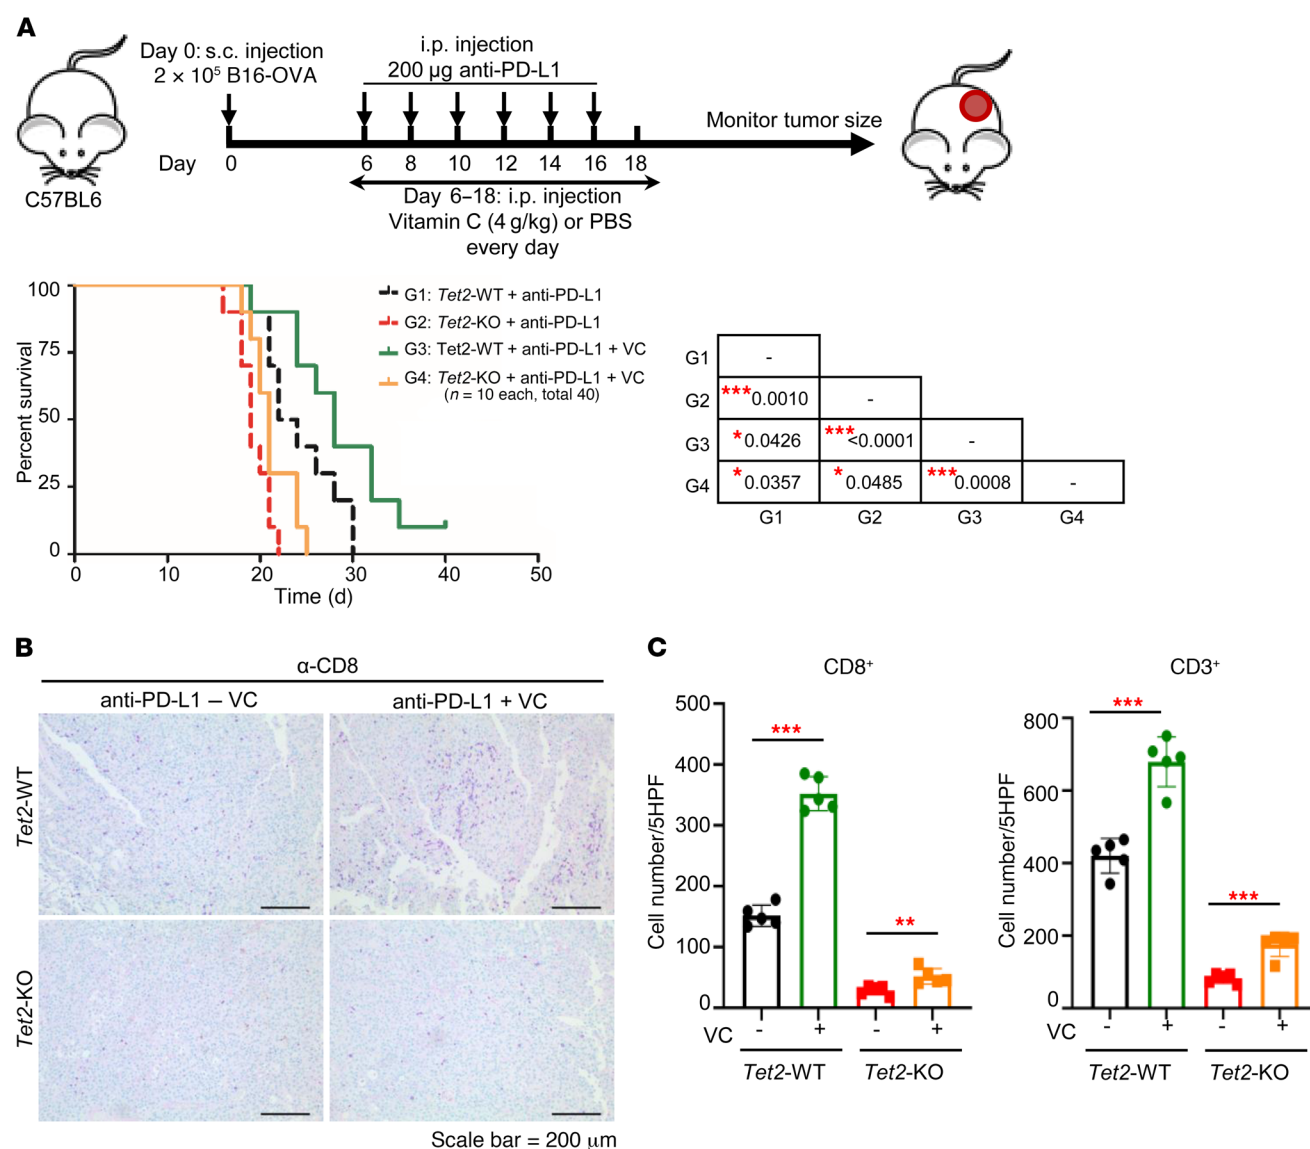 A
Day 0: s.c. injection
2 × 10⁵ B16-OVA
i.p. injection
200 µg anti-PD-L1
Monitor tumor size
Day 0 6 8 10 12 14 16 18
C57BL6
Day 6–18: i.p. injection
Vitamin C (4 g/kg) or PBS
every day
Percent survival
100
75
50
25
0
0 10 20 30 40 50
Time (d)
G1: Tet2-WT + anti-PD-L1
G2: Tet2-KO + anti-PD-L1
G3: Tet2-WT + anti-PD-L1 + VC
G4: Tet2-KO + anti-PD-L1 + VC
(n = 10 each, total 40)
G1 -
G2 ***0.0010 -
G3 *0.0426 ***<0.0001 -
G4 *0.0357 *0.0485 ***0.0008 -
G1 G2 G3 G4
B
α-CD8
anti-PD-L1 – VC anti-PD-L1 + VC
Tet2-WT
Tet2-KO
Scale bar = 200 µm
C
CD8⁺
Cell number/5HPF
500
400
300
200
100
0
***
**
VC - + - +
Tet2-WT Tet2-KO
CD3⁺
Cell number/5HPF
800
600
400
200
0
***
***
VC - + - +
Tet2-WT Tet2-KO